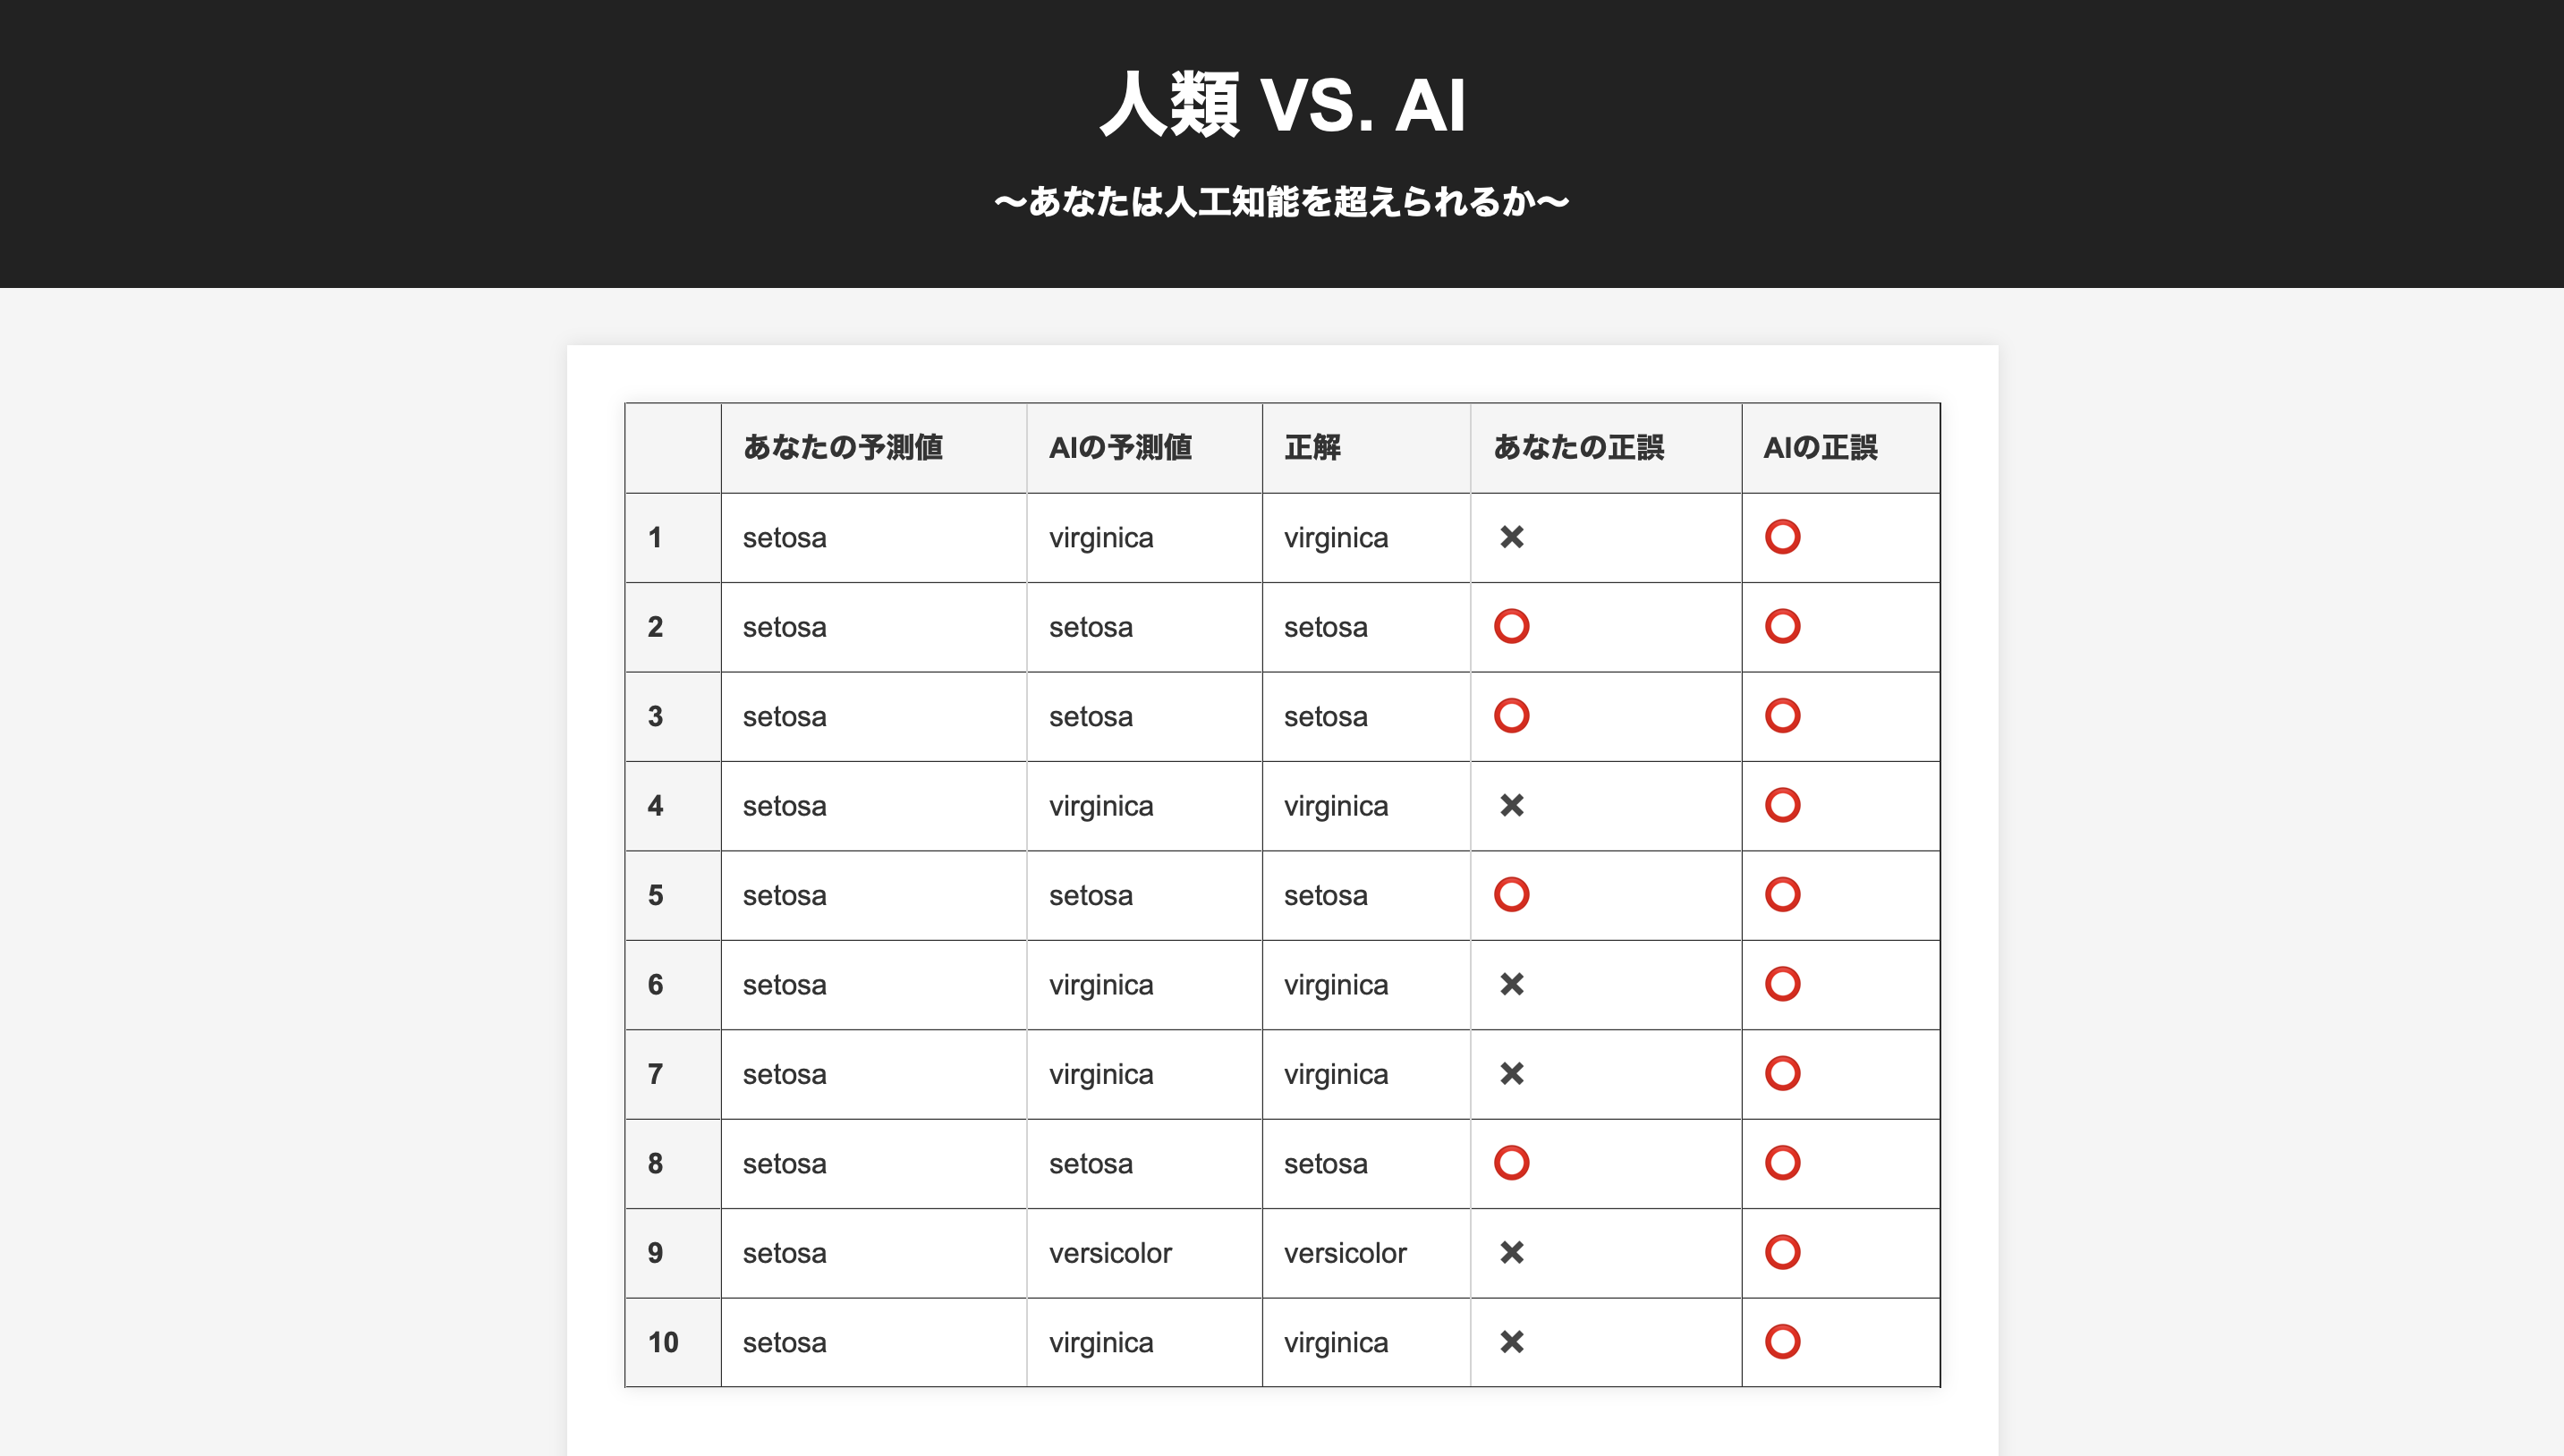 人類 VS. AI
〜あなたは人工知能を超えられるか〜
あなたの予測値 AIの予測値 正解 あなたの正誤 AIの正誤
1 setosa virginica virginica ✖ ⭕
2 setosa setosa setosa ⭕ ⭕
3 setosa setosa setosa ⭕ ⭕
4 setosa virginica virginica ✖ ⭕
5 setosa setosa setosa ⭕ ⭕
6 setosa virginica virginica ✖ ⭕
7 setosa virginica virginica ✖ ⭕
8 setosa setosa setosa ⭕ ⭕
9 setosa versicolor versicolor ✖ ⭕
10 setosa virginica virginica ✖ ⭕